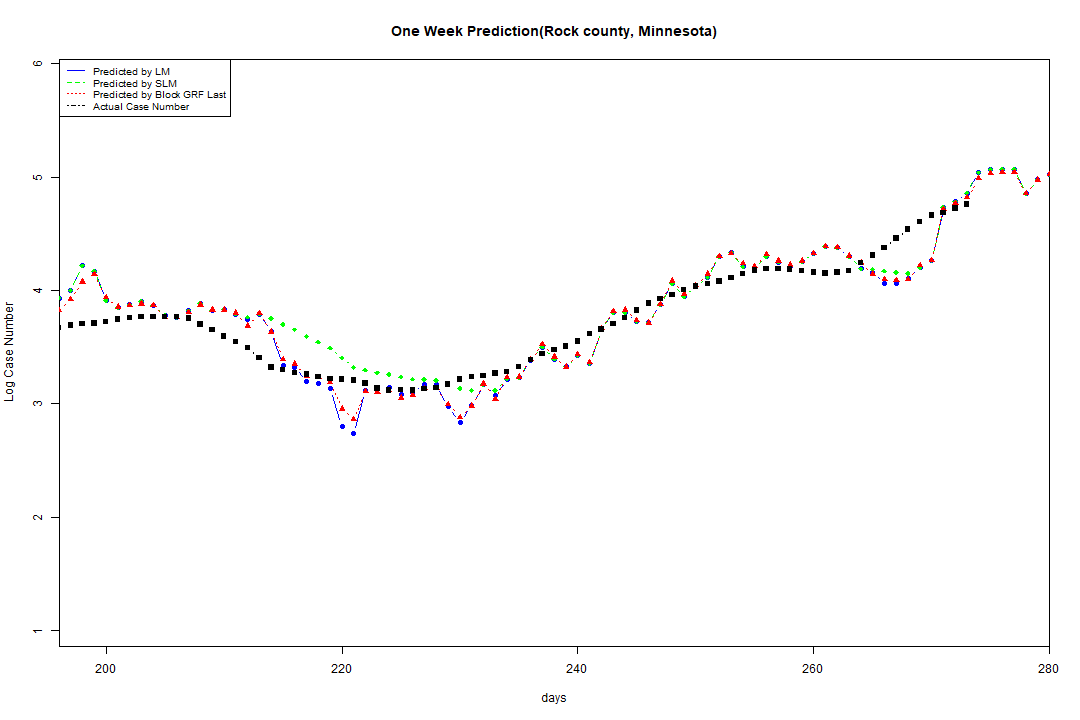 One Week Prediction(Rock county, Minnesota)
Predicted by LM
Predicted by SLM
Predicted by Block GRF Last
Actual Case Number
6
5
4
3
2
1
Log Case Number
200 220 240 260 280
days